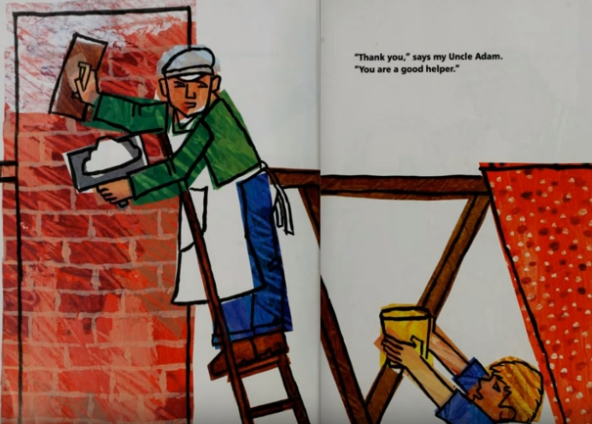 "Thank you," says my Uncle Adam.
"You are a good helper."